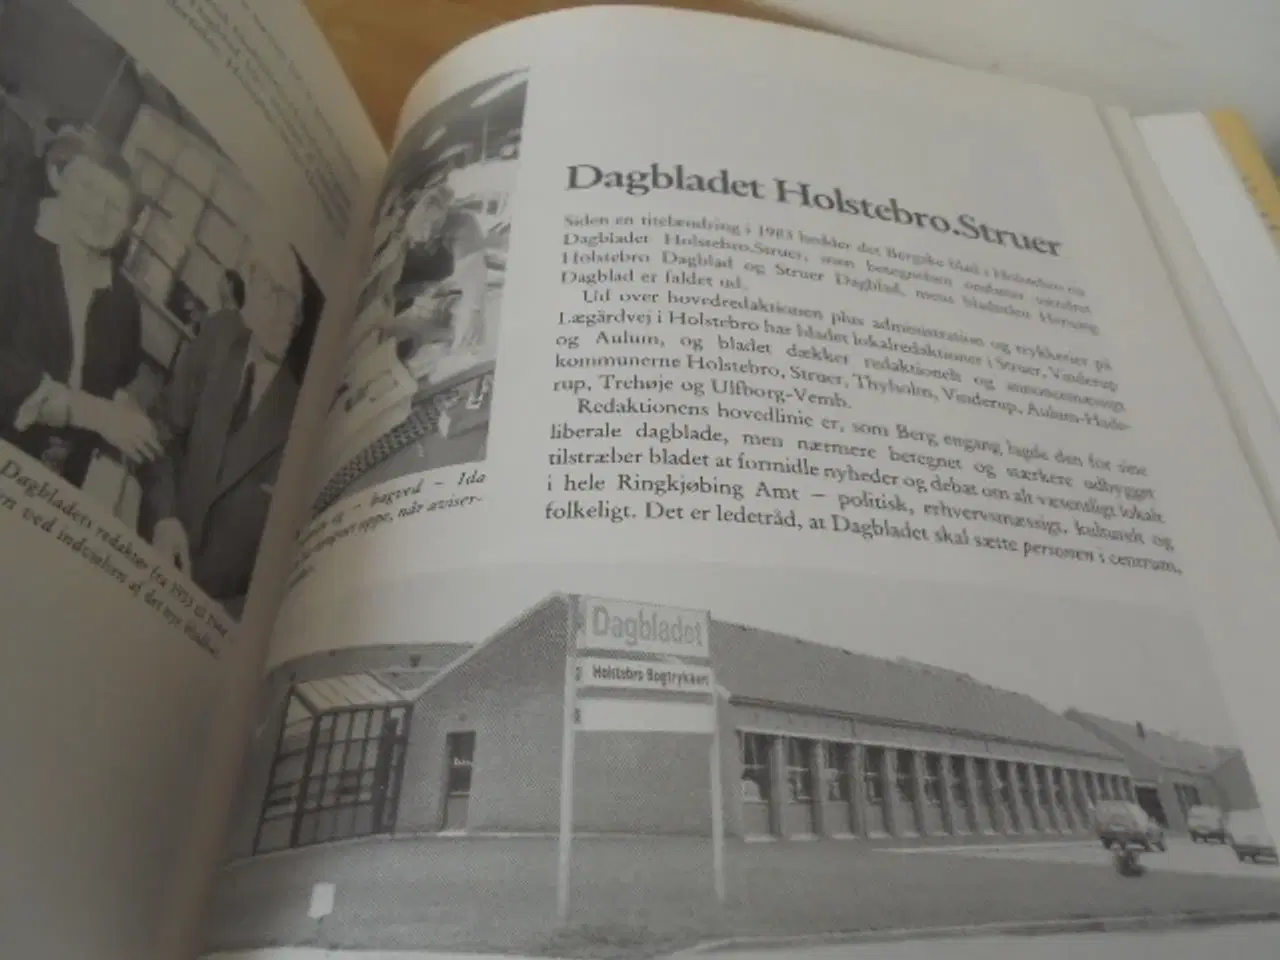 Dagbladets redaktør fra 1953 til
ved indvielsen af det nye
bagved – Ida
oppe, når aviser-
Dagbladet Holstebro.Struer
Siden en titelændring i 1983 hedder det Bergske blad i Holstebro
Dagbladet Holstebro.Struer, som betegnelsen
Holstebro Dagblad og Struer Dagblad, mens bladnavnet Herning
Dagblad er faldet ud.
Ud over hovedredaktionen plus administration og trykkerier på
Lægårdvej i Holstebro har bladet lokalredaktioner i Struer, Vinderup
og Aulum, og bladet dækker redaktionelt og annoncemæssigt
kommunerne Holstebro, Struer, Thyholm, Vinderup, Aulum-Hade-
rup, Trehøje og Ulfborg-Vemb.
Redaktionens hovedlinie er, som Berg engang lagde den for sine
liberale dagblade, men nærmere betegnet og stærkere udbygget
tilstræber bladet at formidle nyheder og debat om alt væsentligt lokalt
i hele Ringkjøbing Amt – politisk, erhvervsmæssigt, kulturelt og
folkeligt. Det er ledetråd, at Dagbladet skal sætte personen i centrum,
Dagbladet
Holstebro Bogtrykkeri